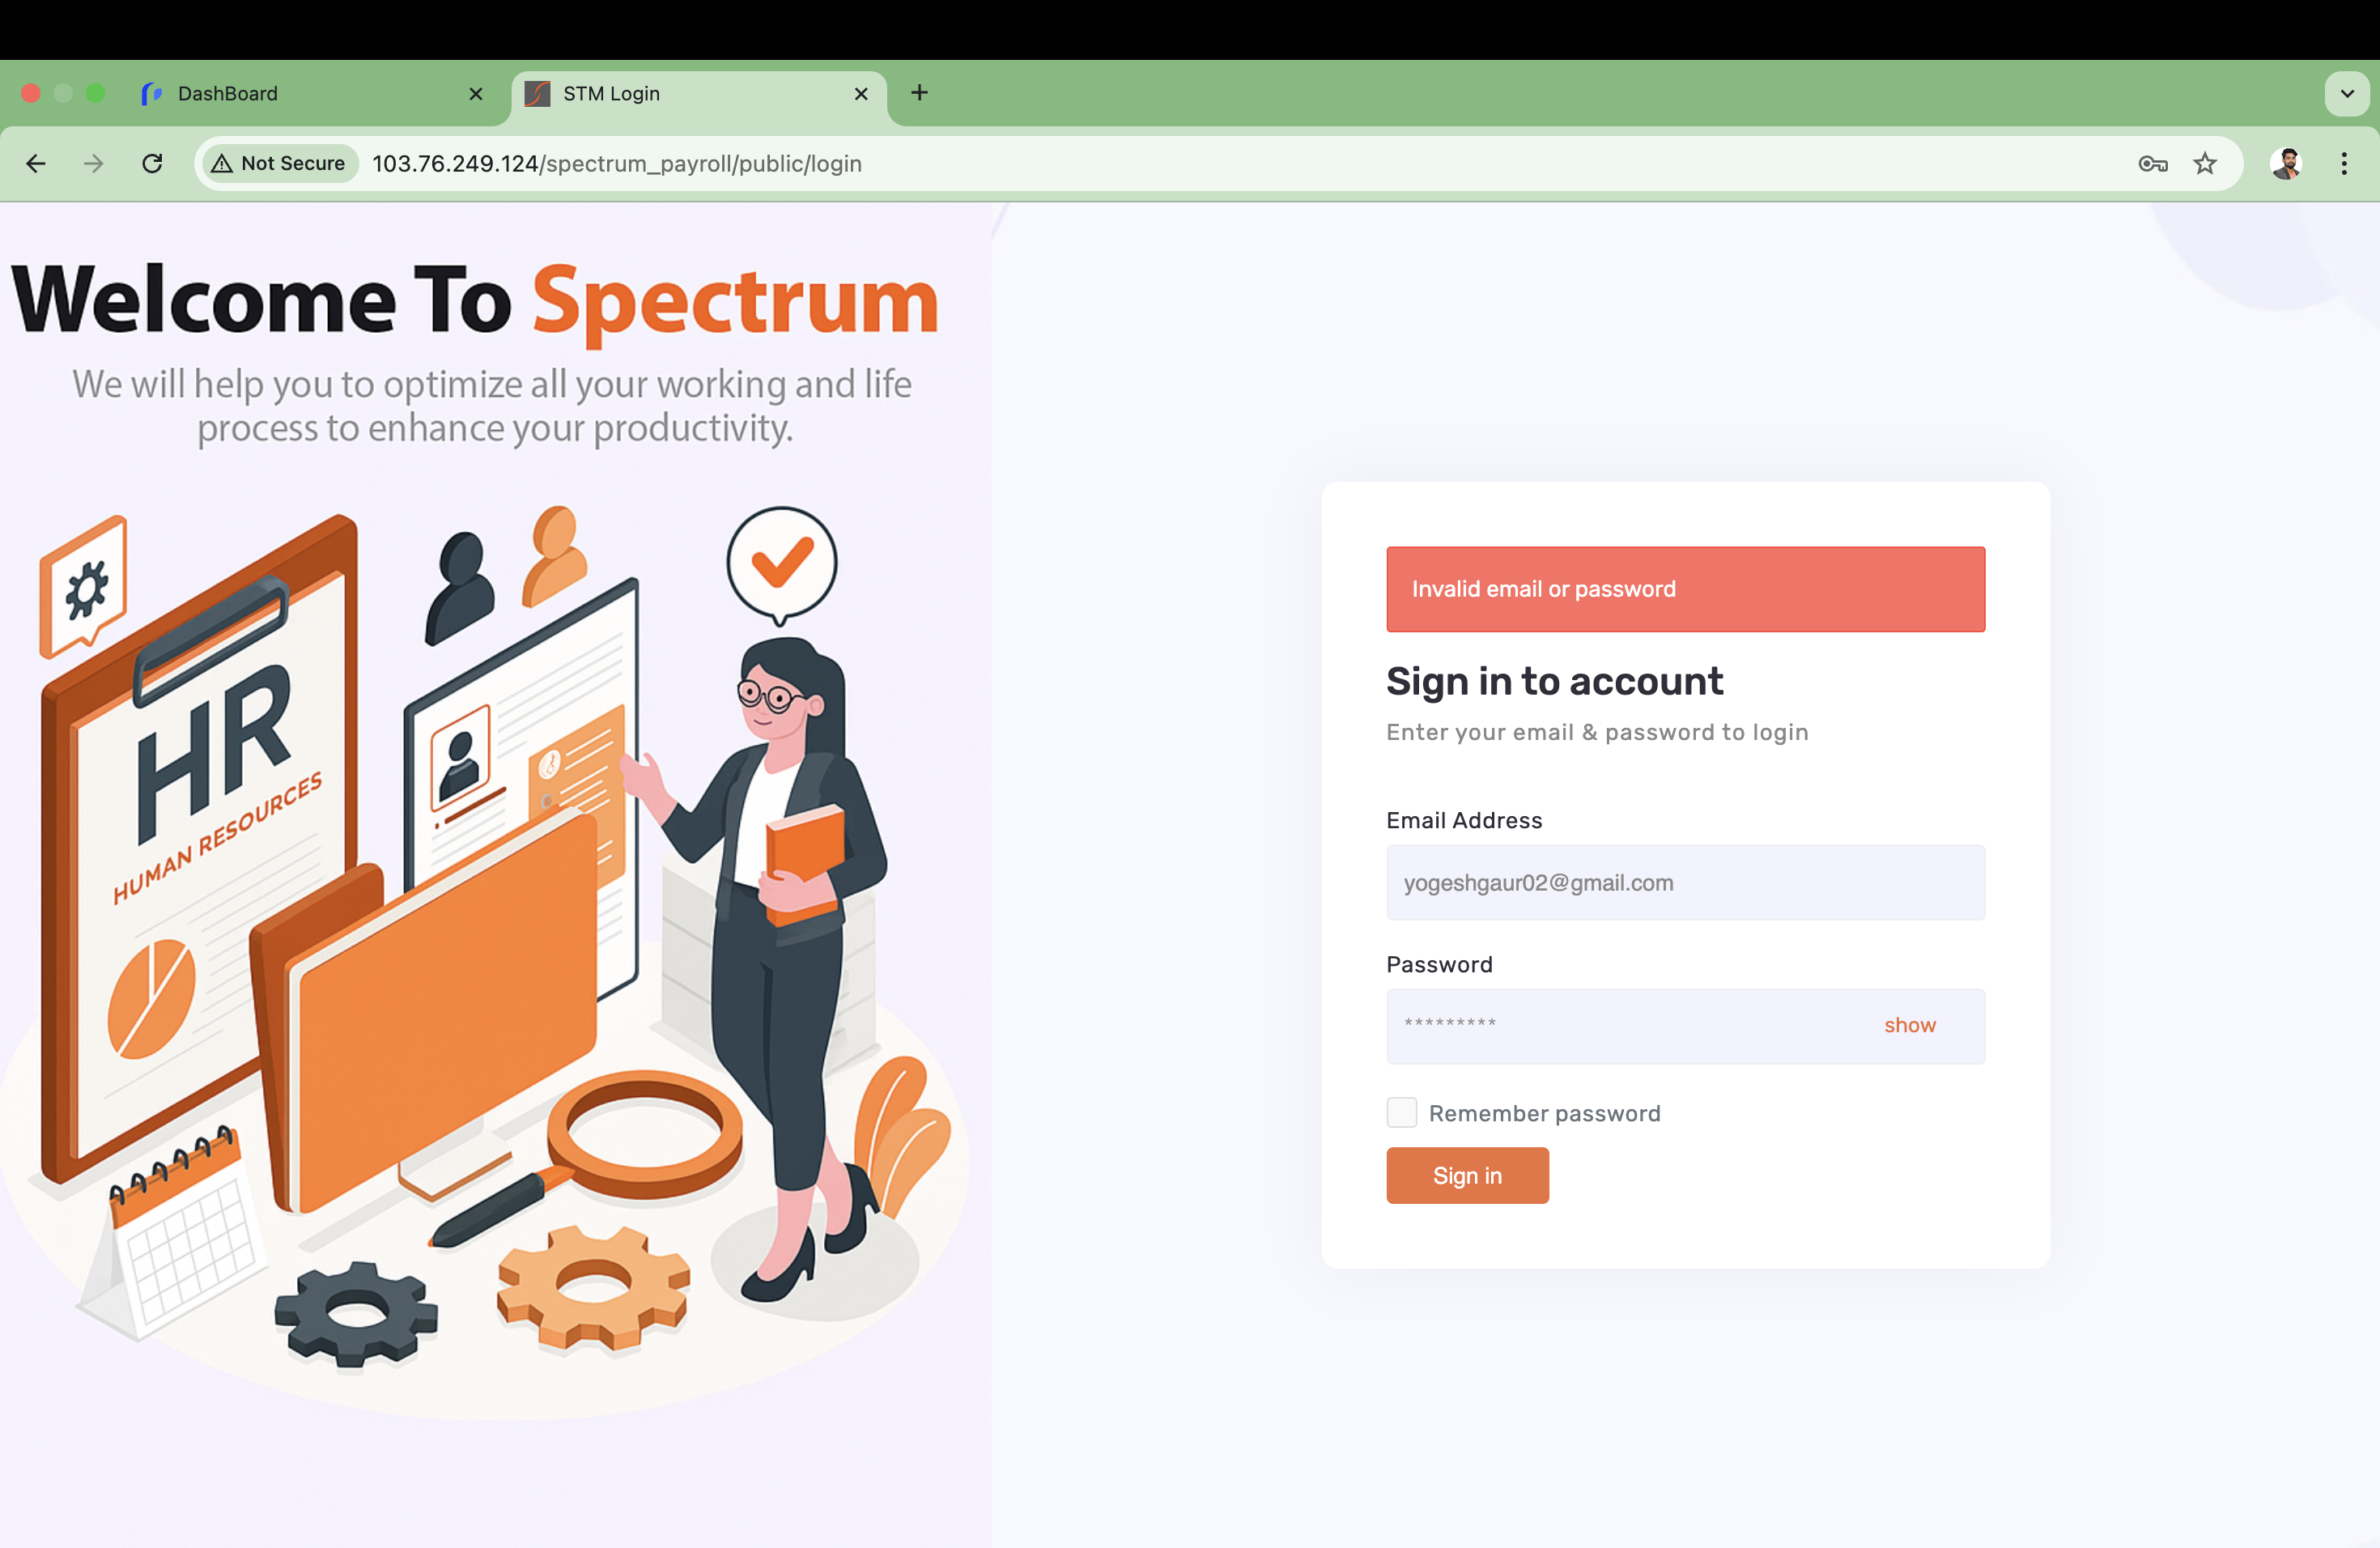 DashBoard
STM Login
Not Secure
103.76.249.124/spectrum_payroll/public/login
Welcome To Spectrum
We will help you to optimize all your working and life
process to enhance your productivity.
HR
HUMAN RESOURCES
Invalid email or password
Sign in to account
Enter your email & password to login
Email Address
yogeshgaur02@gmail.com
Password
*********
show
Remember password
Sign in